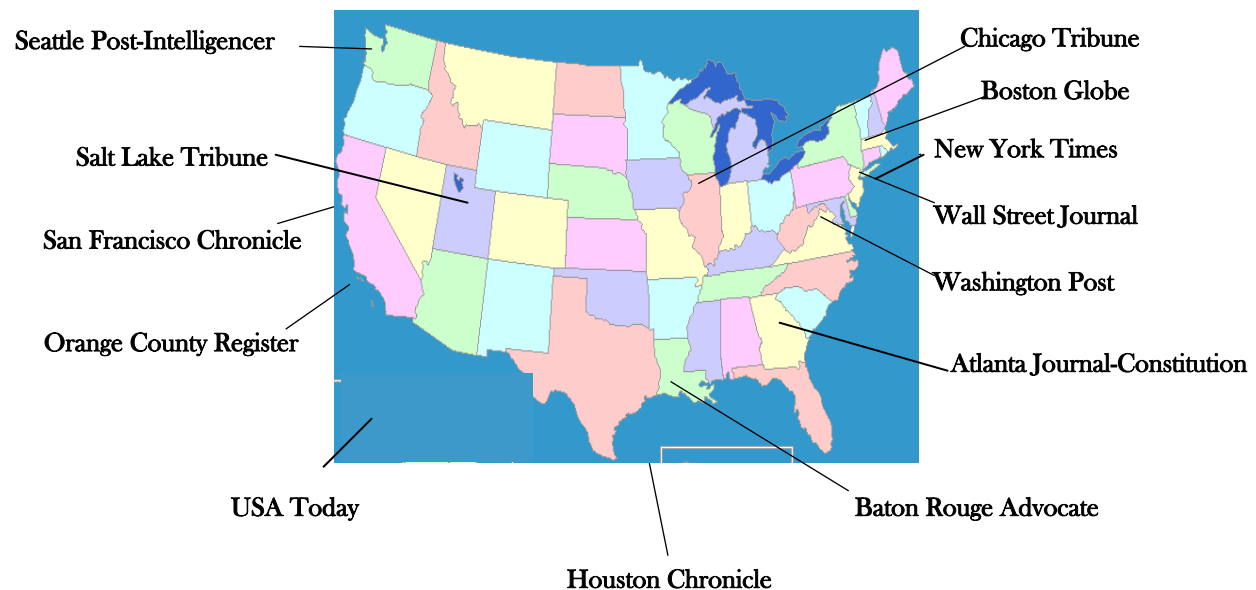 Seattle Post-Intelligencer
Chicago Tribune
Boston Globe
New York Times
Salt Lake Tribune
Wall Street Journal
San Francisco Chronicle
Washington Post
Orange County Register
Atlanta Journal-Constitution
USA Today
Baton Rouge Advocate
Houston Chronicle